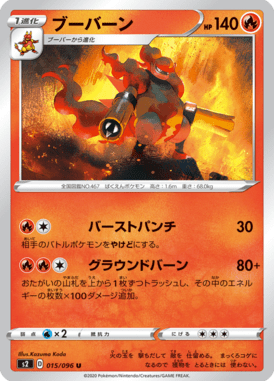 1進化 ブーバーン HP140
ブーバーから進化
全国図鑑NO.467 ばくえんポケモン 高さ:1.6m 重さ:68.0kg
バーストパンチ 30
相手のバトルポケモンをやけどにする。
グラウンドバーン 80+
おたがいの山札を上から1枚ずつトラッシュし、その中のエネル
ギーの枚数×100ダメージ追加。
弱点 ×2 抵抗力 にげる
Illus. Kazuma Koda
S2 D 015/096 U
©2020 Pokémon/Nintendo/Creatures/GAME FREAK.